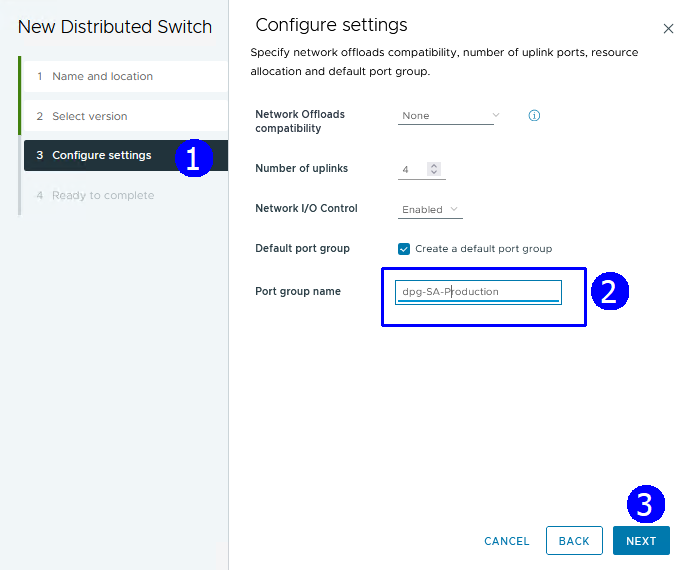 New Distributed Switch
1 Name and location
2 Select version
3 Configure settings
1
4 Ready to complete
Configure settings
Specify network offloads compatibility, number of uplink ports, resource
allocation and default port group.
Network Offloads
compatibility
None
Number of uplinks
4
Network I/O Control
Enabled
Default port group
Create a default port group
Port group name
dpg-SA-Production
2
3
CANCEL
BACK
NEXT